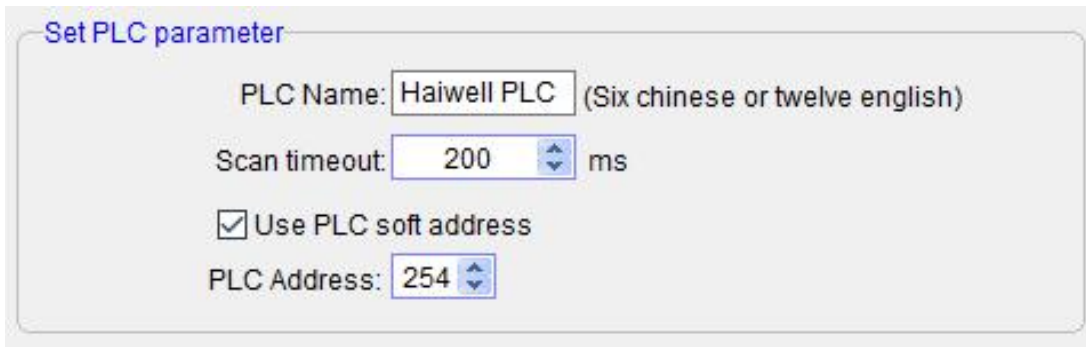 Set PLC parameter
PLC Name: Haiwell PLC (Six chinese or twelve english)
Scan timeout: 200 ms
Use PLC soft address
PLC Address: 254